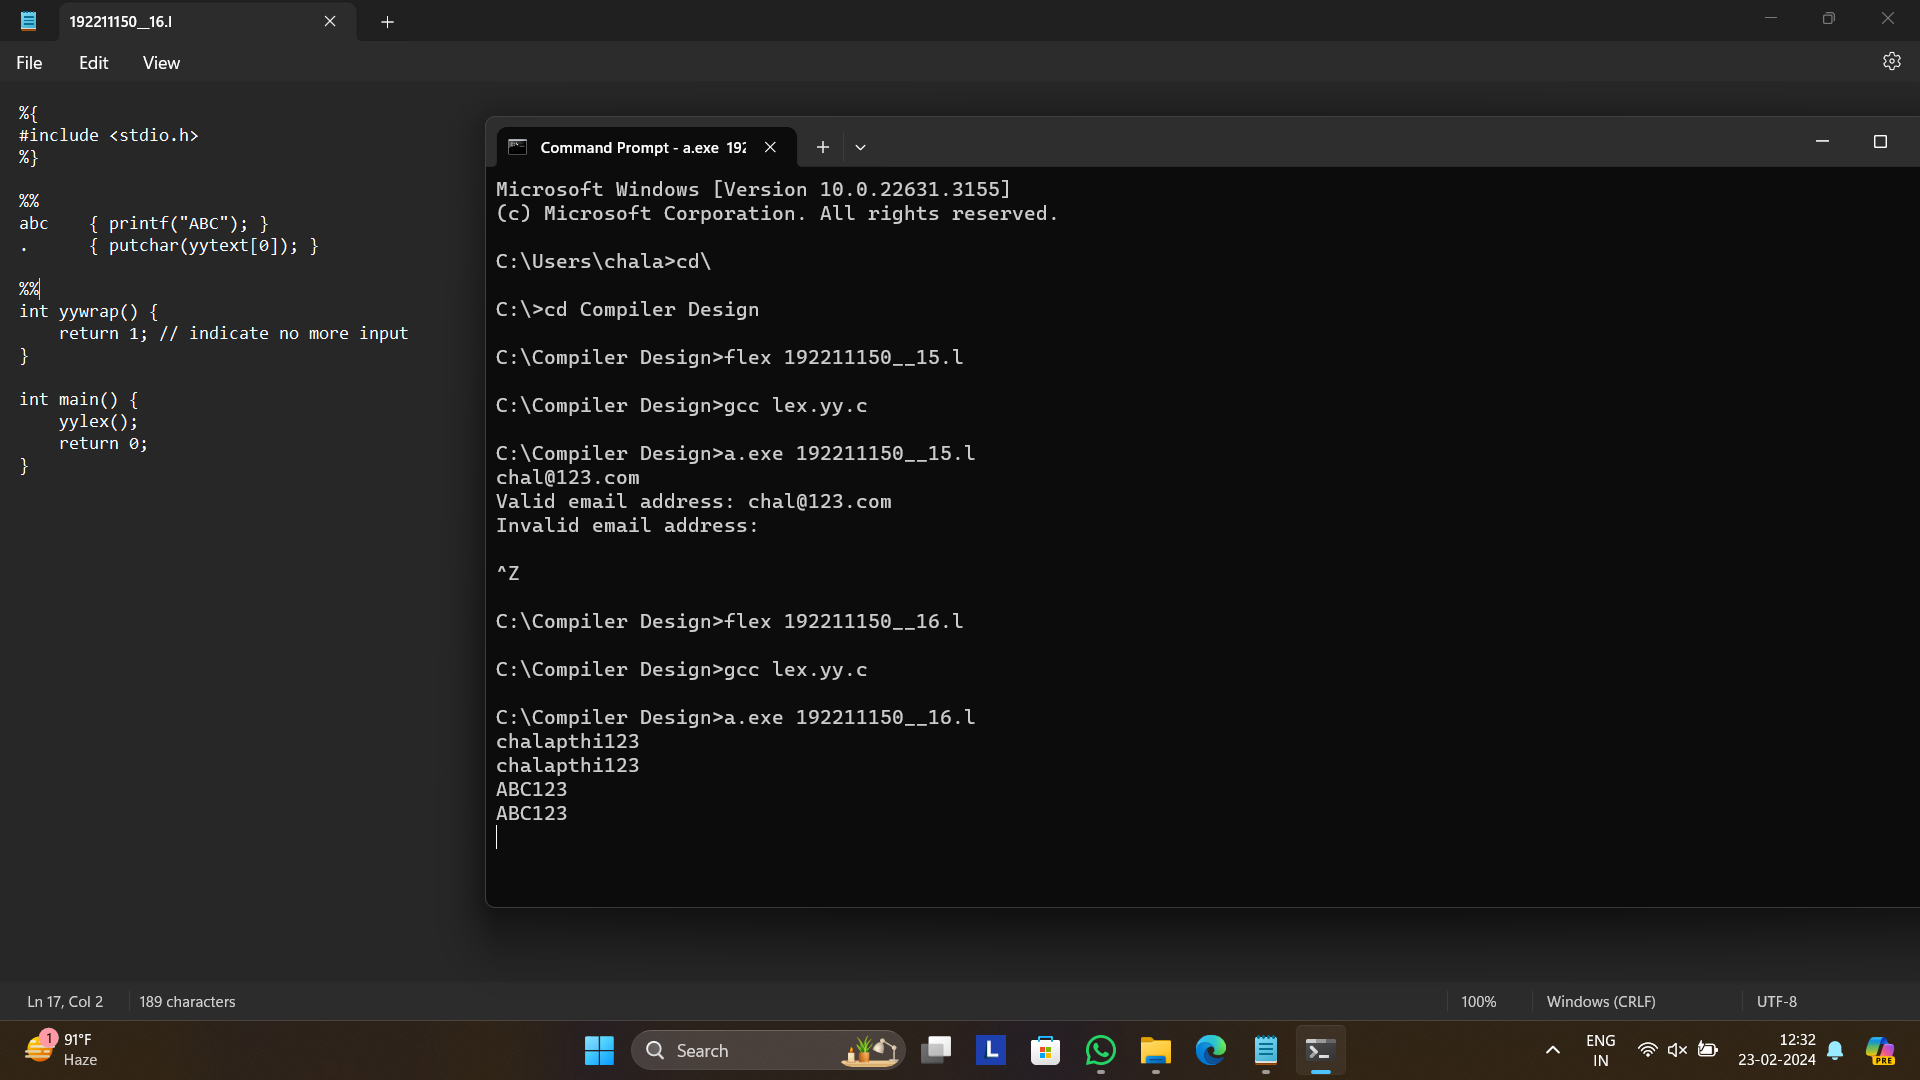 192211150__16.l
File Edit View
%{
#include <stdio.h>
%}
%%
abc { printf("ABC"); }
. { putchar(yytext[0]); }
%%
int yywrap() {
return 1; // indicate no more input
}
int main() {
yylex();
return 0;
}
Command Prompt - a.exe 192
Microsoft Windows [Version 10.0.22631.3155]
(c) Microsoft Corporation. All rights reserved.
C:\Users\chala>cd\
C:\>cd Compiler Design
C:\Compiler Design>flex 192211150__15.l
C:\Compiler Design>gcc lex.yy.c
C:\Compiler Design>a.exe 192211150__15.l
chal@123.com
Valid email address: chal@123.com
Invalid email address:
^Z
C:\Compiler Design>flex 192211150__16.l
C:\Compiler Design>gcc lex.yy.c
C:\Compiler Design>a.exe 192211150__16.l
chalapthi123
chalapthi123
ABC123
ABC123
Ln 17, Col 2 189 characters 100% Windows (CRLF) UTF-8
1
91°F
Haze
Search
L
ENG
IN
12:32
23-02-2024
PRE